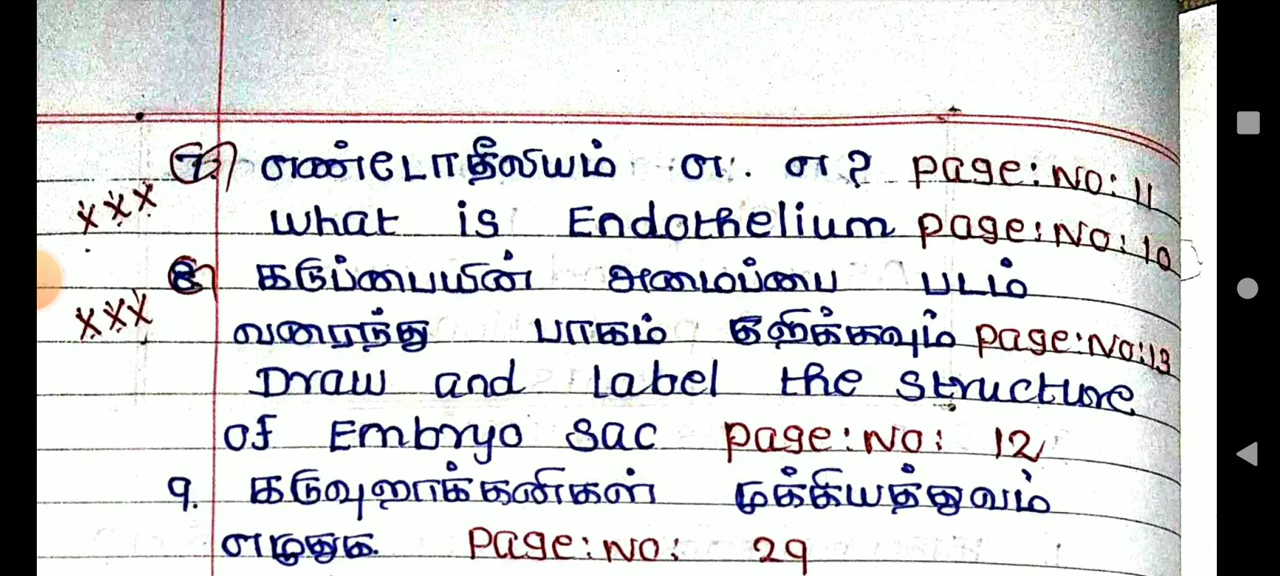 7) எண்டோதீலியம் எ. எ? page: No: 11
xxx
What is Endothelium page: No: 10
8) கருப்பையின் அமைப்பை படம்
xxx
வரைந்து பாகம் குறிக்கவும் page: No: 13
Draw and label the structure
of Embryo sac page: No: 12
9. கருவுறாக்கனிகள் முக்கியத்துவம்
எழுதுக. page: No: 29